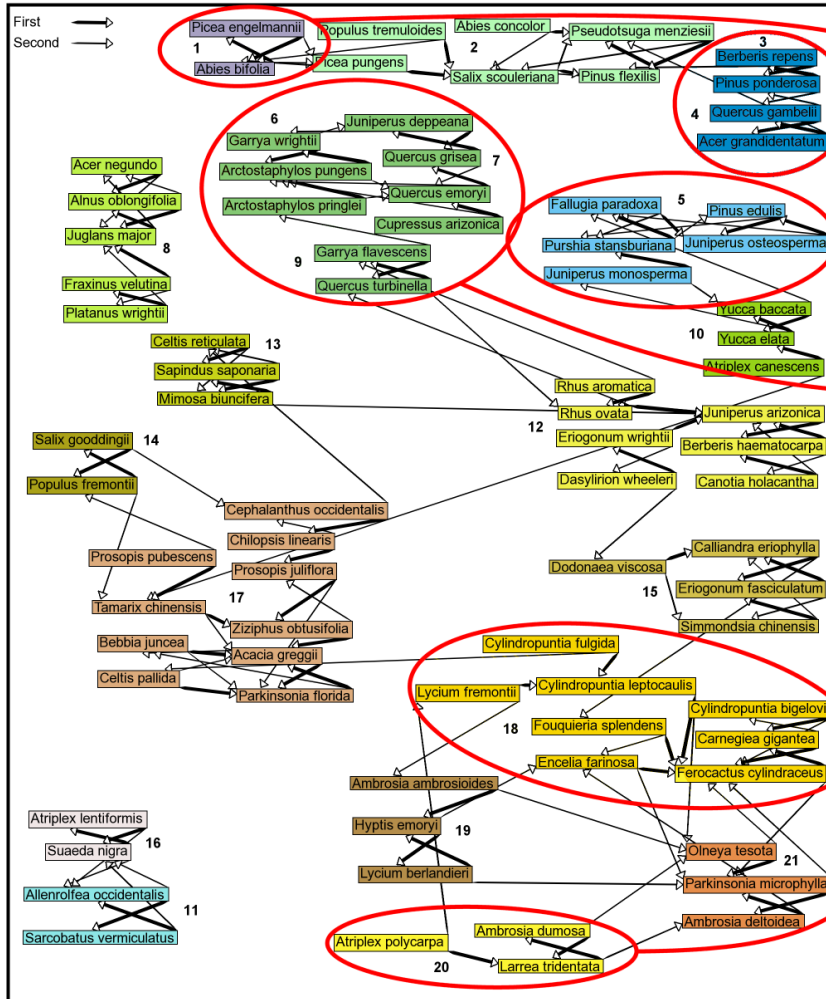 First
Second
Picea engelmannii
1
Abies bifolia
Populus tremuloides
Picea pungens
Abies concolor
2
Salix scouleriana
Pseudotsuga menziesii
Pinus flexilis
3
Berberis repens
Pinus ponderosa
4
Quercus gambelii
Acer grandidentatum
6
Juniperus deppeana
Garrya wrightii
Quercus grisea
7
Arctostaphylos pungens
Quercus emoryi
Arctostaphylos pringlei
Cupressus arizonica
9
Garrya flavescens
Quercus turbinella
Acer negundo
Alnus oblongifolia
Juglans major
8
Fraxinus velutina
Platanus wrightii
Fallugia paradoxa
5
Pinus edulis
Purshia stansburiana
Juniperus osteosperma
Juniperus monosperma
Yucca baccata
10
Yucca elata
Atriplex canescens
Celtis reticulata
13
Sapindus saponaria
Mimosa biuncifera
Rhus aromatica
12
Rhus ovata
Juniperus arizonica
Eriogonum wrightii
Berberis haematocarpa
Dasylirion wheeleri
Canotia holacantha
Salix gooddingii
14
Populus fremontii
Cephalanthus occidentalis
Chilopsis linearis
Prosopis pubescens
Prosopis juliflora
Tamarix chinensis
17
Ziziphus obtusifolia
Bebbia juncea
Acacia greggii
Celtis pallida
Parkinsonia florida
Dodonaea viscosa
Calliandra eriophylla
15
Eriogonum fasciculatum
Simmondsia chinensis
Cylindropuntia fulgida
Lycium fremontii
Cylindropuntia leptocaulis
18
Fouquieria splendens
Cylindropuntia bigelovi
Carnegiea gigantea
Encelia farinosa
Ferocactus cylindraceus
Ambrosia ambrosioides
Hyptis emoryi
19
Lycium berlandieri
Olneya tesota
21
Parkinsonia microphylla
Ambrosia deltoidea
Atriplex lentiformis
16
Suaeda nigra
Allenrolfea occidentalis
11
Sarcobatus vermiculatus
Atriplex polycarpa
20
Ambrosia dumosa
Larrea tridentata